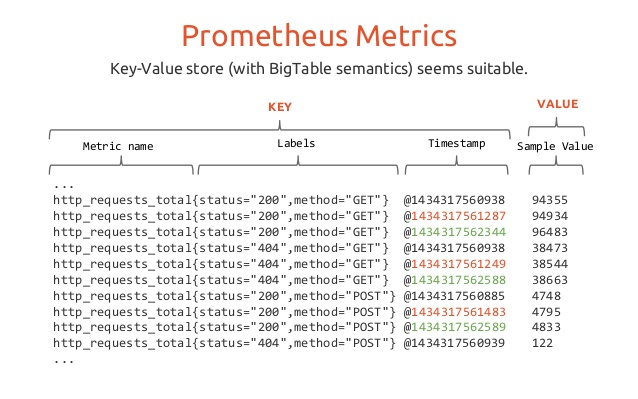 Prometheus Metrics
Key-Value store (with BigTable semantics) seems suitable.
KEY VALUE
Metric name Labels Timestamp Sample Value
...
http_requests_total{status="200",method="GET"} @1434317560938 94355
http_requests_total{status="200",method="GET"} @1434317561287 94934
http_requests_total{status="200",method="GET"} @1434317562344 96483
http_requests_total{status="404",method="GET"} @1434317560938 38473
http_requests_total{status="404",method="GET"} @1434317561249 38544
http_requests_total{status="404",method="GET"} @1434317562588 38663
http_requests_total{status="200",method="POST"} @1434317560885 4748
http_requests_total{status="200",method="POST"} @1434317561483 4795
http_requests_total{status="200",method="POST"} @1434317562589 4833
http_requests_total{status="404",method="POST"} @1434317560939 122
...